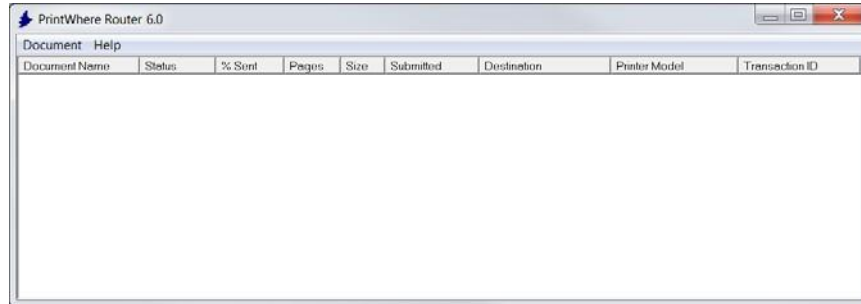 PrintWhere Router 6.0
Document Help
Document Name Status % Sent Pages Size Submitted Destination Printer Model Transaction ID